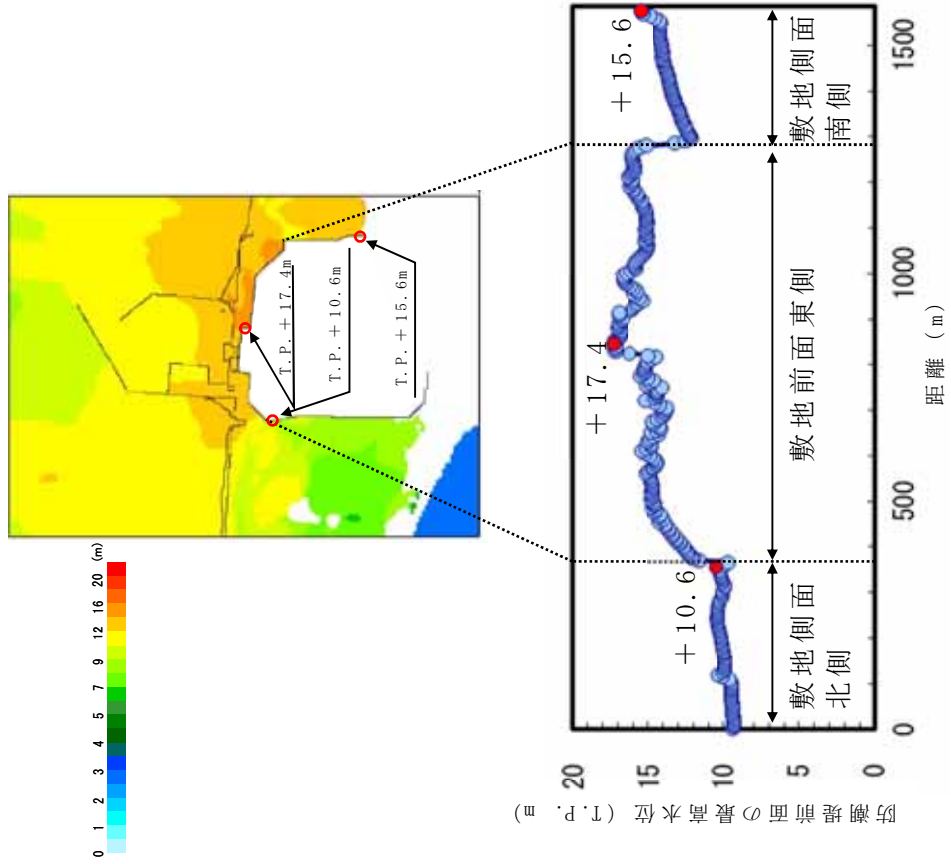 (m)
0 1 2 3 4 5 7 9 12 16 20
T.P.+17.4m
T.P.+10.6m
T.P.+15.6m
防潮堤前面の最高水位(T.P. m)
20
15
10
5
0
+10.6
+17.4
+15.6
敷地側面
北側
敷地前面東側
敷地側面
南側
0 500 1000 1500
距離(m)